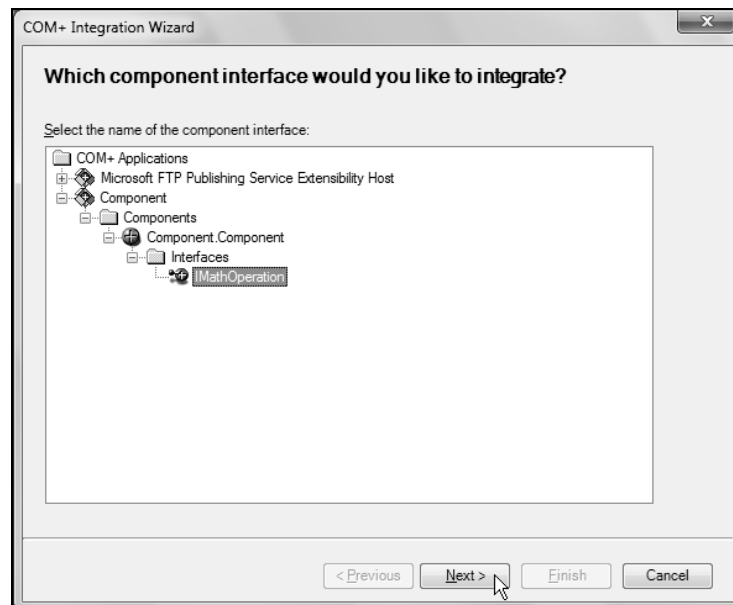 COM+ Integration Wizard
x
Which component interface would you like to integrate?
Select the name of the component interface:
COM+ Applications
Microsoft FTP Publishing Service Extensibility Host
Component
Components
Component.Component
Interfaces
IMathOperation
< Previous Next > Finish Cancel